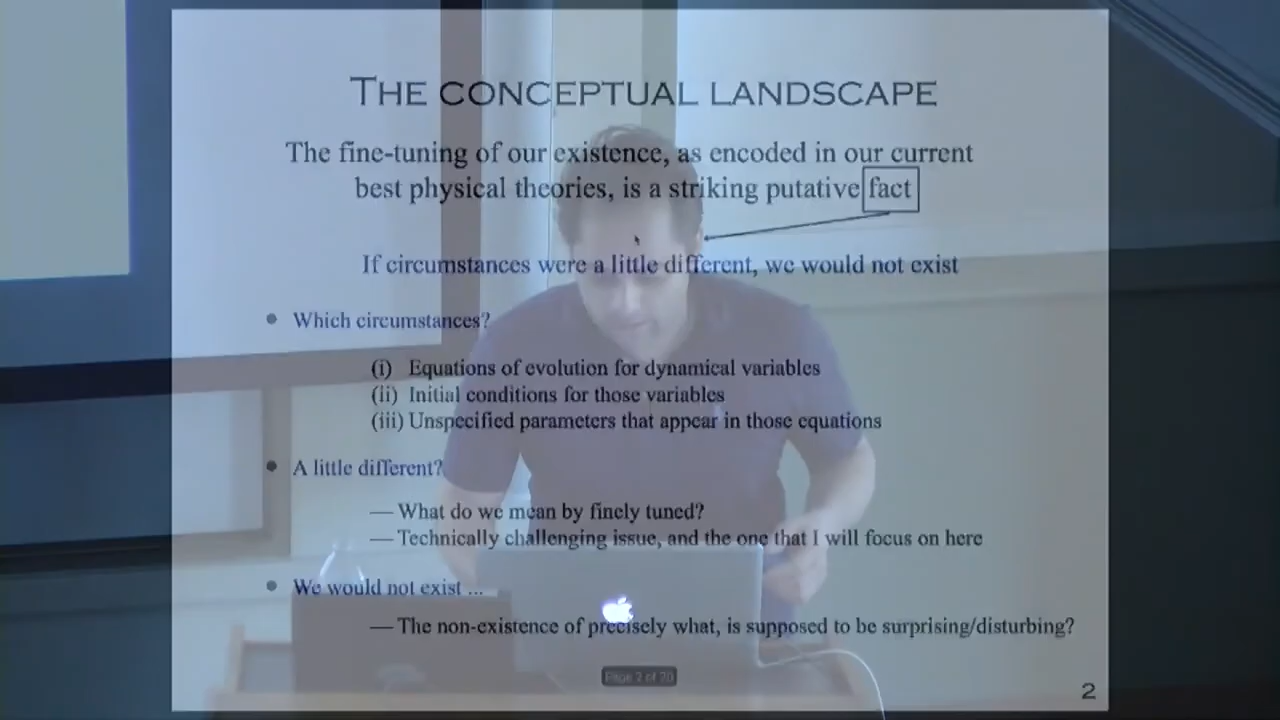 THE CONCEPTUAL LANDSCAPE
The fine-tuning of our existence, as encoded in our current
best physical theories, is a striking putative fact
If circumstances were a little different, we would not exist
• Which circumstances?
(i) Equations of evolution for dynamical variables
(ii) Initial conditions for those variables
(iii) Unspecified parameters that appear in those equations
• A little different?
— What do we mean by finely tuned?
— Technically challenging issue, and the one that I will focus on here
• We would not exist ...
— The non-existence of precisely what, is supposed to be surprising/disturbing?
Page 2 of 20
2